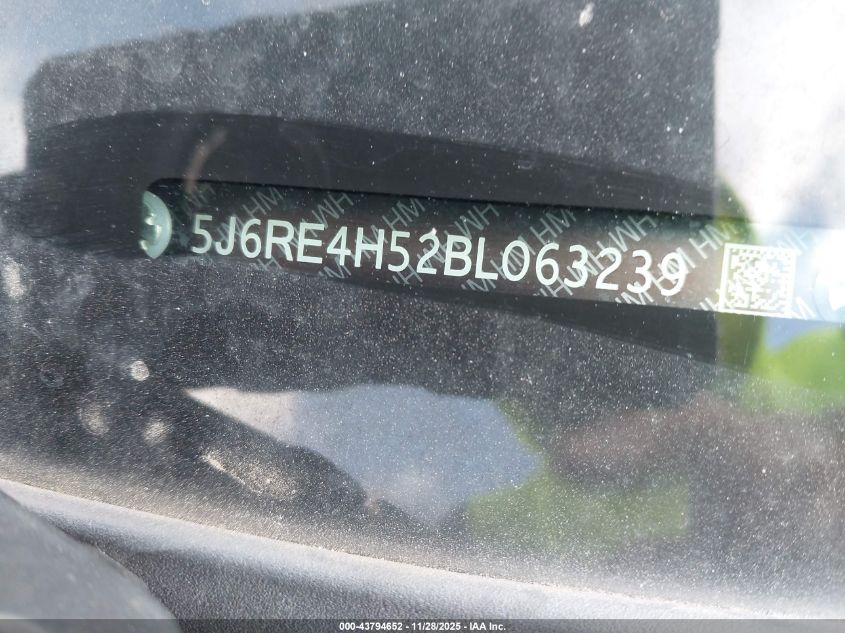 5J6RE4H52BL063239
000-43794652 | 11/28/2025 | IAA Inc.